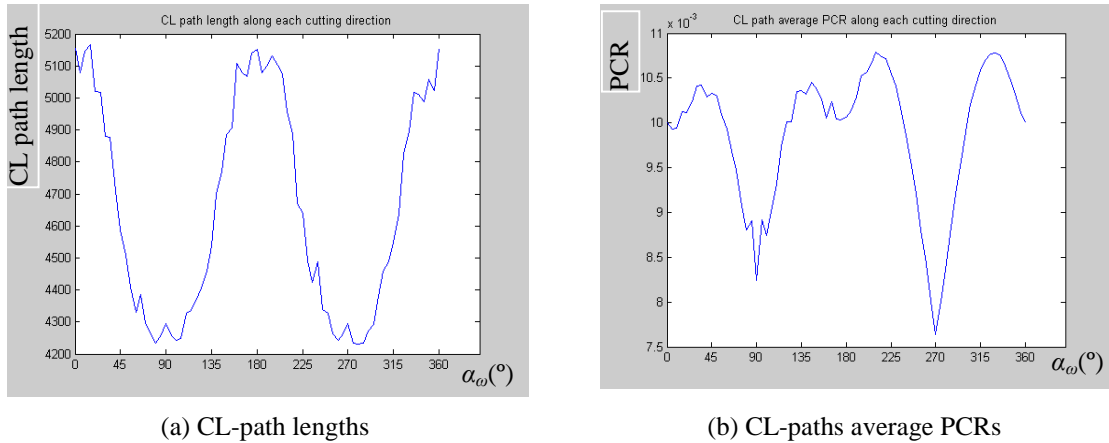 CL path length along each cutting direction
CL path length
5200
5100
5000
4900
4800
4700
4600
4500
4400
4300
4200
0 45 90 135 180 225 270 315 360
αω(º)
(a) CL-path lengths
CL path average PCR along each cutting direction
x 10⁻³
PCR
11
10.5
10
9.5
9
8.5
8
7.5
0 45 90 135 180 225 270 315 360
αω(º)
(b) CL-paths average PCRs